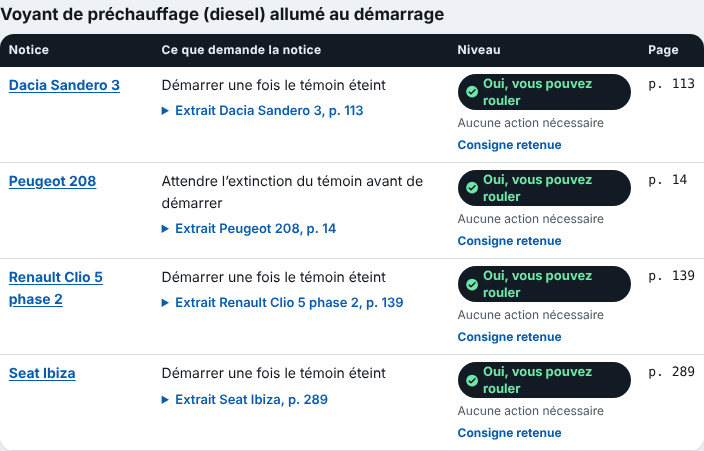 Voyant de préchauffage (diesel) allumé au démarrage
Notice Ce que demande la notice Niveau Page
Dacia Sandero 3 Démarrer une fois le témoin éteint Oui, vous pouvez rouler p. 113
Extrait Dacia Sandero 3, p. 113
Aucune action nécessaire
Consigne retenue
Peugeot 208 Attendre l’extinction du témoin avant de démarrer Oui, vous pouvez rouler p. 14
Extrait Peugeot 208, p. 14
Aucune action nécessaire
Consigne retenue
Renault Clio 5 phase 2 Démarrer une fois le témoin éteint Oui, vous pouvez rouler p. 139
Extrait Renault Clio 5 phase 2, p. 139
Aucune action nécessaire
Consigne retenue
Seat Ibiza Démarrer une fois le témoin éteint Oui, vous pouvez rouler p. 289
Extrait Seat Ibiza, p. 289
Aucune action nécessaire
Consigne retenue